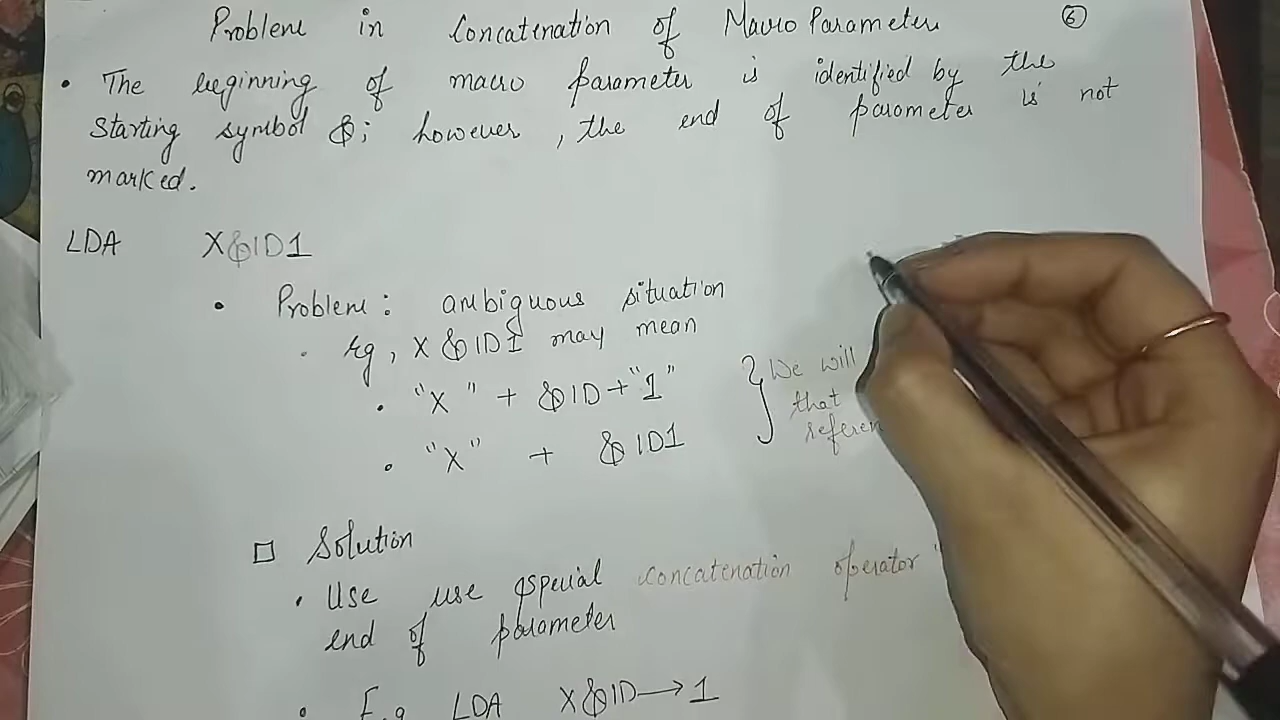 Problem in Concatenation of Macro Parameter ⑥
• The beginning of macro parameter is identified by the
starting symbol &; however, the end of parameter is not
marked.
LDA X&ID1
• Problem: ambiguous situation
• Eg, X &ID1 may mean
• "X" + &ID+"1"
• "X" + &ID1
} We will
that
□ Solution
• Use use special concatenation operator "
end of parameter
• E.g LDA X&ID→1